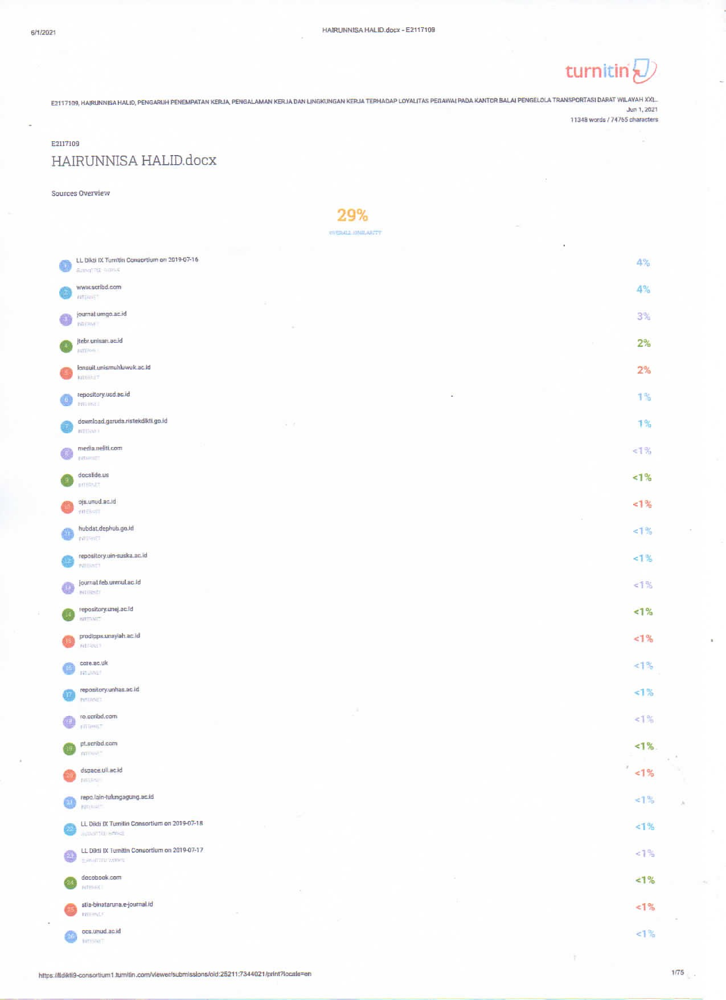 6/1/2021
HAIRUNNISA HALID.docx - E2117109
turnitin
E2117109, HAIRUNNISA HALID, PENGARUH PENEMPATAN KERJA, PENGALAMAN KERJA DAN LINGKUNGAN KERJA TERHADAP LOYALITAS PEGAWAI PADA KANTOR BALAI PENGELOLA TRANSPORTASI DARAT WILAYAH XXI...
Jun 1, 2021
11348 words / 74765 characters
E2117109
HAIRUNNISA HALID.docx
Sources Overview
29%
OVERALL SIMILARITY
1 LL Dikti IX Turnitin Consortium on 2019-07-16 4%
SUBMITTED WORKS
2 www.scribd.com 4%
INTERNET
3 journal.umgo.ac.id 3%
INTERNET
4 jtebr.unisan.ac.id 2%
INTERNET
5 lonsuit.unismuhluwuk.ac.id 2%
INTERNET
6 repository.usd.ac.id 1%
INTERNET
7 download.garuda.ristekdikti.go.id 1%
INTERNET
8 media.neliti.com <1%
INTERNET
9 docslide.us <1%
INTERNET
10 ojs.unud.ac.id <1%
INTERNET
11 hubdat.dephub.go.id <1%
INTERNET
12 repository.uin-suska.ac.id <1%
INTERNET
13 journal.feb.unmul.ac.id <1%
INTERNET
14 repository.unej.ac.id <1%
INTERNET
15 prodipps.unsyiah.ac.id <1%
INTERNET
16 core.ac.uk <1%
INTERNET
17 repository.unhas.ac.id <1%
INTERNET
18 ro.scribd.com <1%
INTERNET
19 pt.scribd.com <1%
INTERNET
20 dspace.uii.ac.id <1%
INTERNET
21 repo.iain-tulungagung.ac.id <1%
INTERNET
22 LL Dikti IX Turnitin Consortium on 2019-07-18 <1%
SUBMITTED WORKS
23 LL Dikti IX Turnitin Consortium on 2019-07-17 <1%
SUBMITTED WORKS
24 docobook.com <1%
INTERNET
25 stia-binataruna.e-journal.id <1%
INTERNET
26 ocs.unud.ac.id <1%
INTERNET
https://lldikti9-consortium1.turnitin.com/viewer/submissions/oid:25211:7344021/print?locale=en
1/75